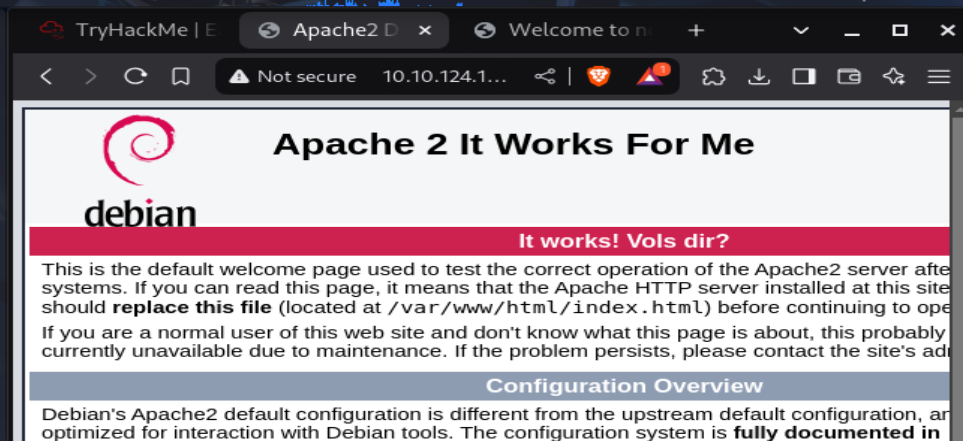 TryHackMe | E
Apache2 D
Welcome to n
Not secure 10.10.124.1...
1
debian
Apache 2 It Works For Me
It works! Vols dir?
This is the default welcome page used to test the correct operation of the Apache2 server afte
systems. If you can read this page, it means that the Apache HTTP server installed at this site
should replace this file (located at /var/www/html/index.html) before continuing to ope
If you are a normal user of this web site and don't know what this page is about, this probably
currently unavailable due to maintenance. If the problem persists, please contact the site's ad
Configuration Overview
Debian's Apache2 default configuration is different from the upstream default configuration, an
optimized for interaction with Debian tools. The configuration system is fully documented in